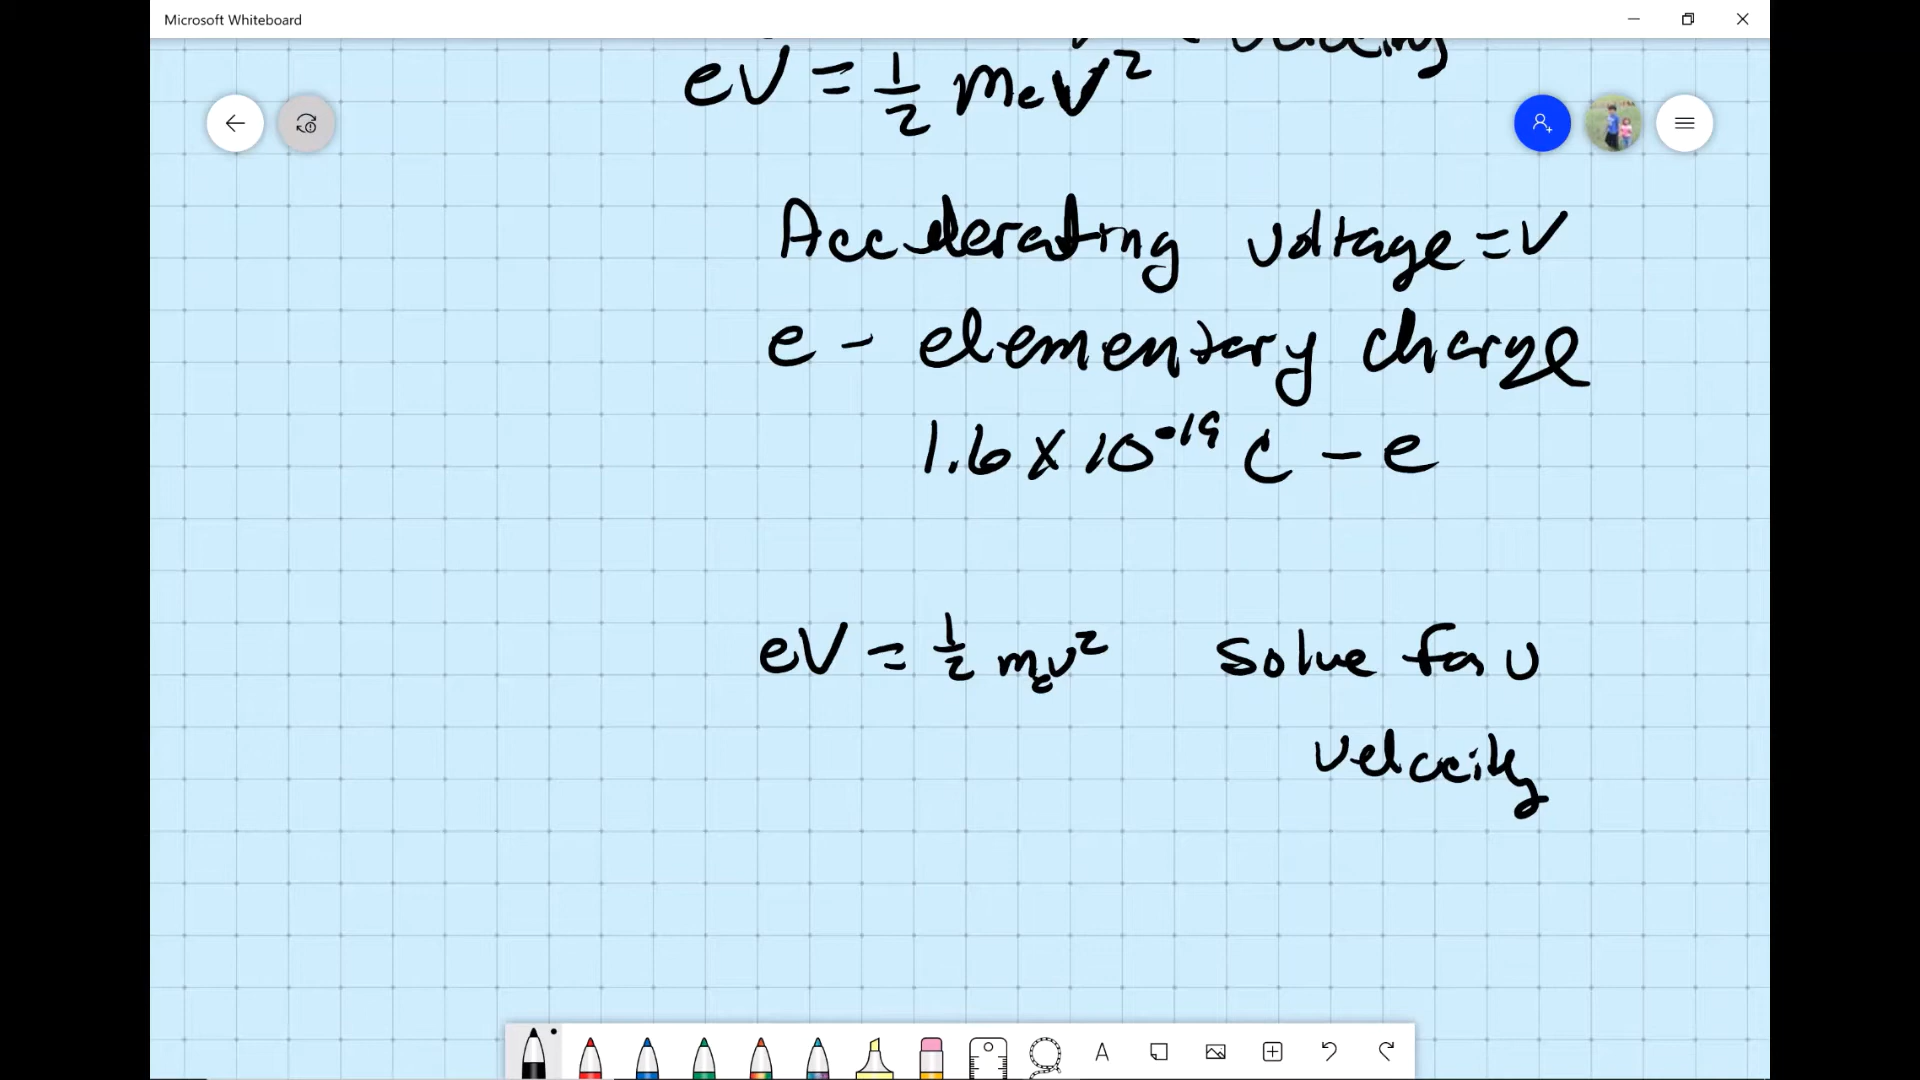 Microsoft Whiteboard
velocity
eV = 1/2 mev²
Accelerating voltage = V
e - elementary charge
1.6 x 10⁻¹⁹ C - e
eV = 1/2 mev² solve for v
velocity
A